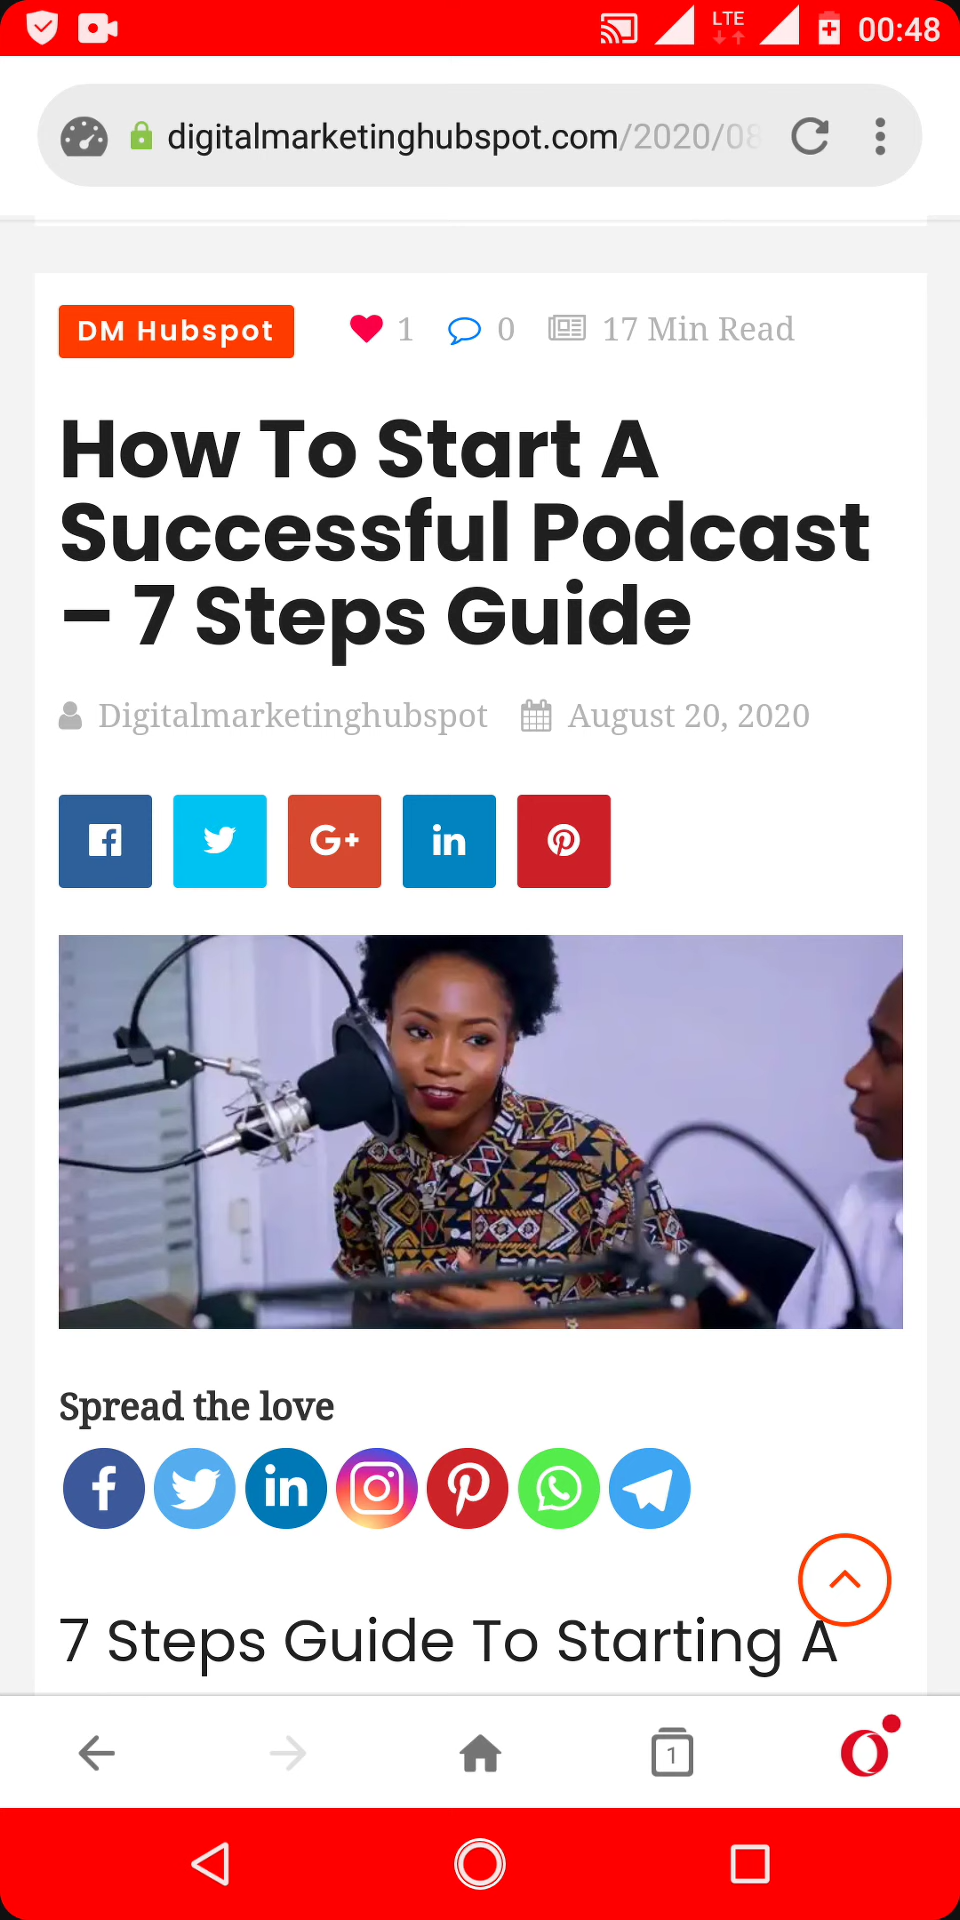 LTE
00:48
digitalmarketinghubspot.com/2020/08
DM Hubspot
1
0
17 Min Read
How To Start A
Successful Podcast
– 7 Steps Guide
Digitalmarketinghubspot
August 20, 2020
G+
in
Spread the love
in
7 Steps Guide To Starting A
1